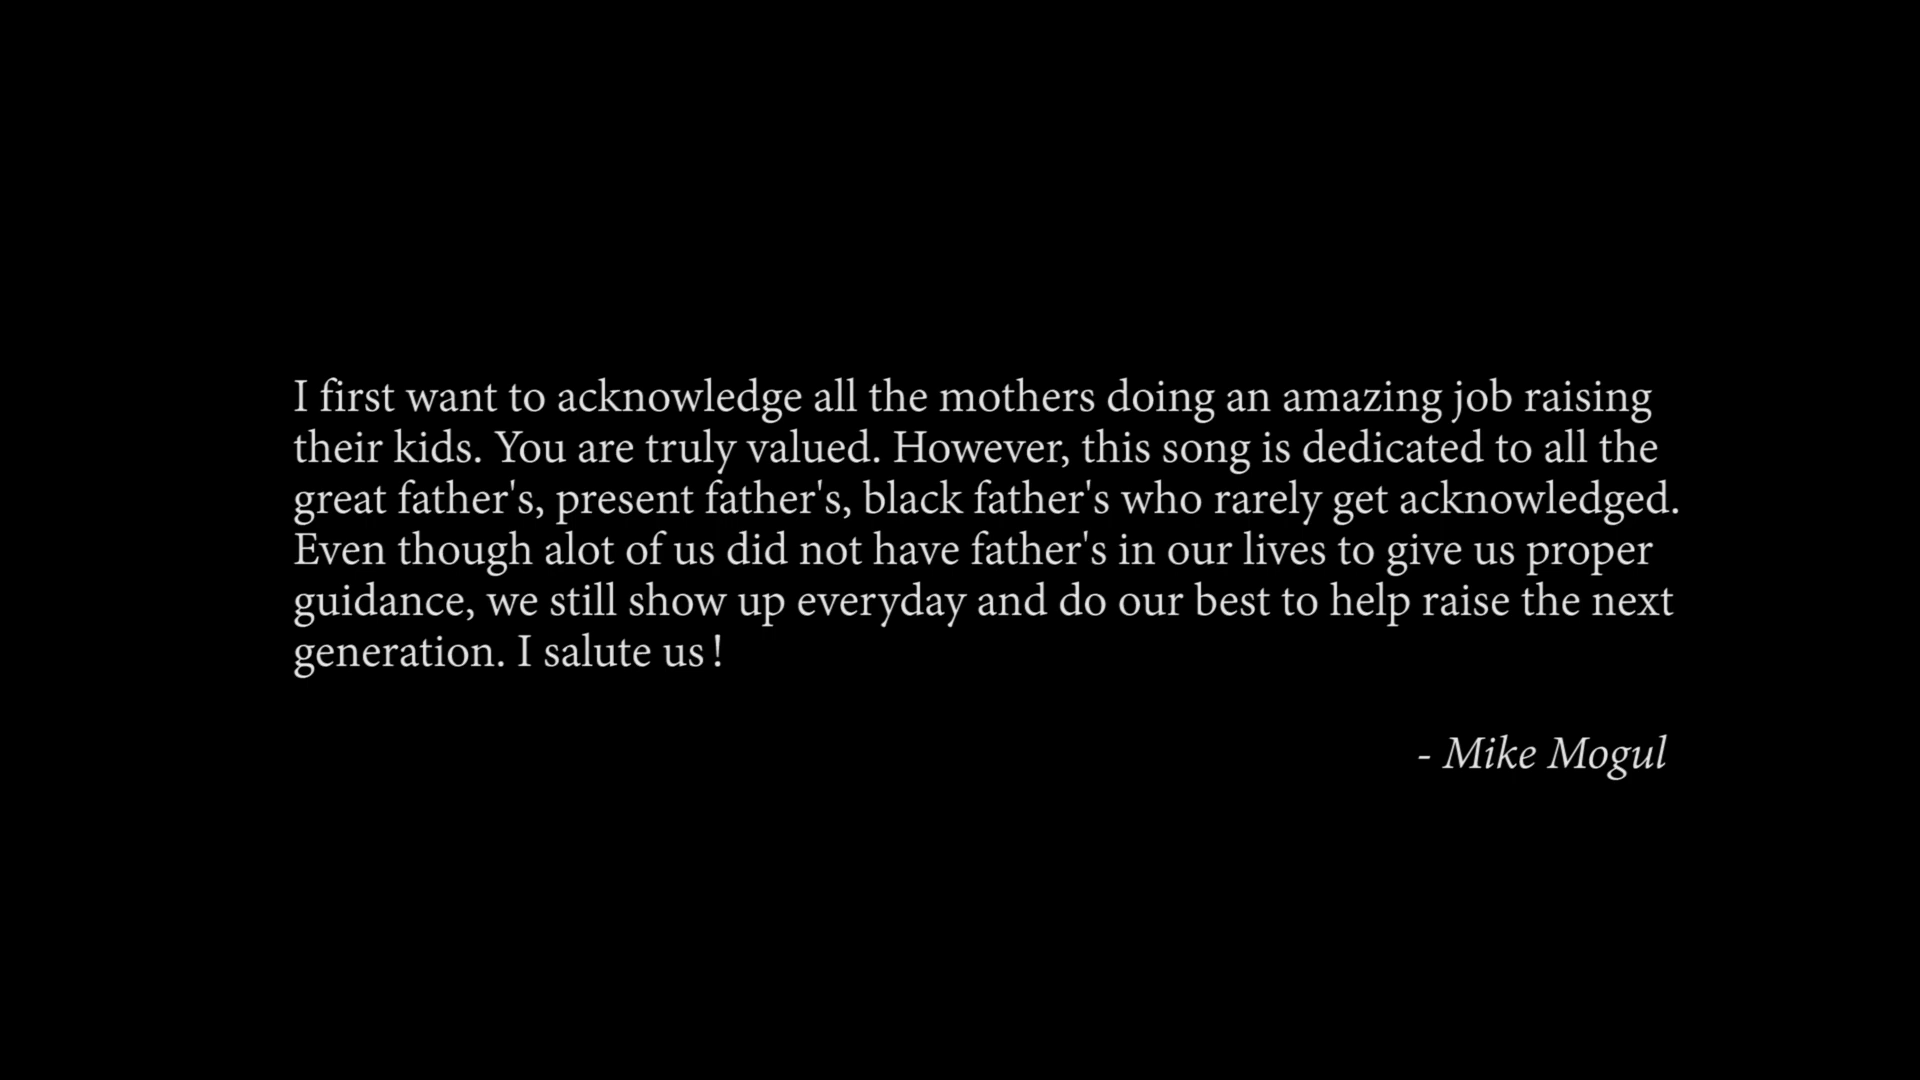 I first want to acknowledge all the mothers doing an amazing job raising
their kids. You are truly valued. However, this song is dedicated to all the
great father's, present father's, black father's who rarely get acknowledged.
Even though alot of us did not have father's in our lives to give us proper
guidance, we still show up everyday and do our best to help raise the next
generation. I salute us !
- Mike Mogul